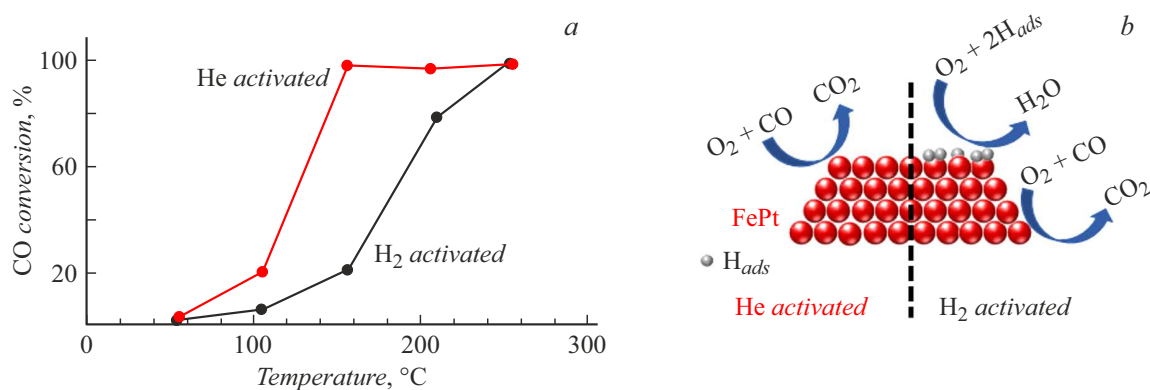 a
CO conversion, %
100
60
20
He activated
H2 activated
0
100
200
300
Temperature, °C
b
O2 + CO
CO2
O2 + 2Hads
H2O
O2 + CO
CO2
FePt
Hads
He activated
H2 activated